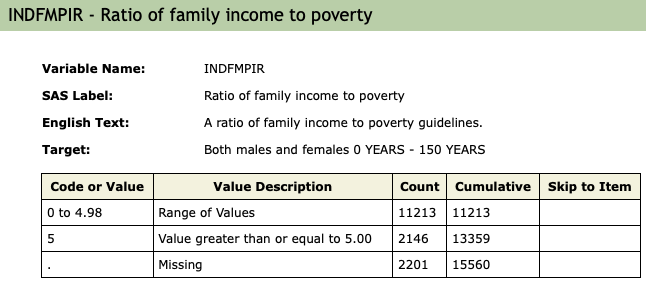 INDFMPIR - Ratio of family income to poverty
Variable Name: INDFMPIR
SAS Label: Ratio of family income to poverty
English Text: A ratio of family income to poverty guidelines.
Target: Both males and females 0 YEARS - 150 YEARS
Code or Value Value Description Count Cumulative Skip to Item
0 to 4.98 Range of Values 11213 11213
5 Value greater than or equal to 5.00 2146 13359
. Missing 2201 15560